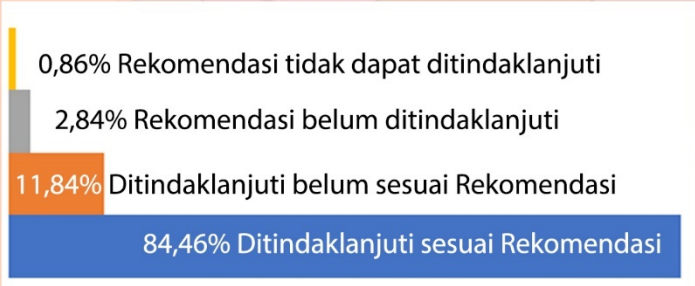 0,86% Rekomendasi tidak dapat ditindaklanjuti
2,84% Rekomendasi belum ditindaklanjuti
11,84% Ditindaklanjuti belum sesuai Rekomendasi
84,46% Ditindaklanjuti sesuai Rekomendasi